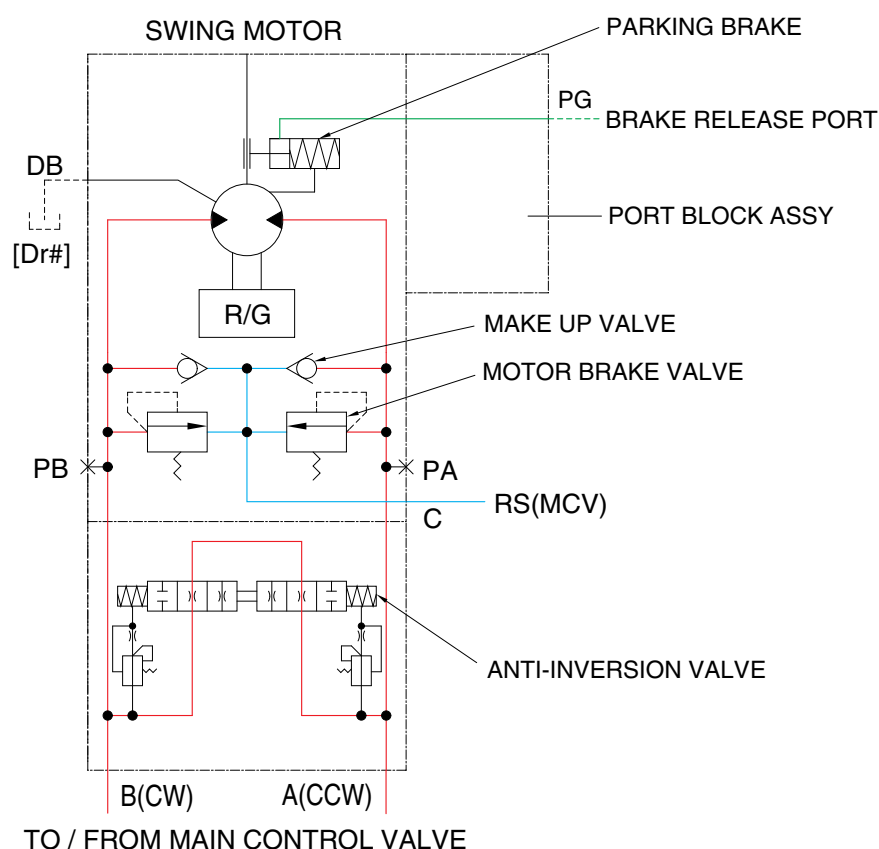 SWING MOTOR
PARKING BRAKE
PG
BRAKE RELEASE PORT
DB
PORT BLOCK ASSY
[Dr#]
R/G
MAKE UP VALVE
MOTOR BRAKE VALVE
PB
PA
C
RS(MCV)
ANTI-INVERSION VALVE
B(CW)
A(CCW)
TO / FROM MAIN CONTROL VALVE